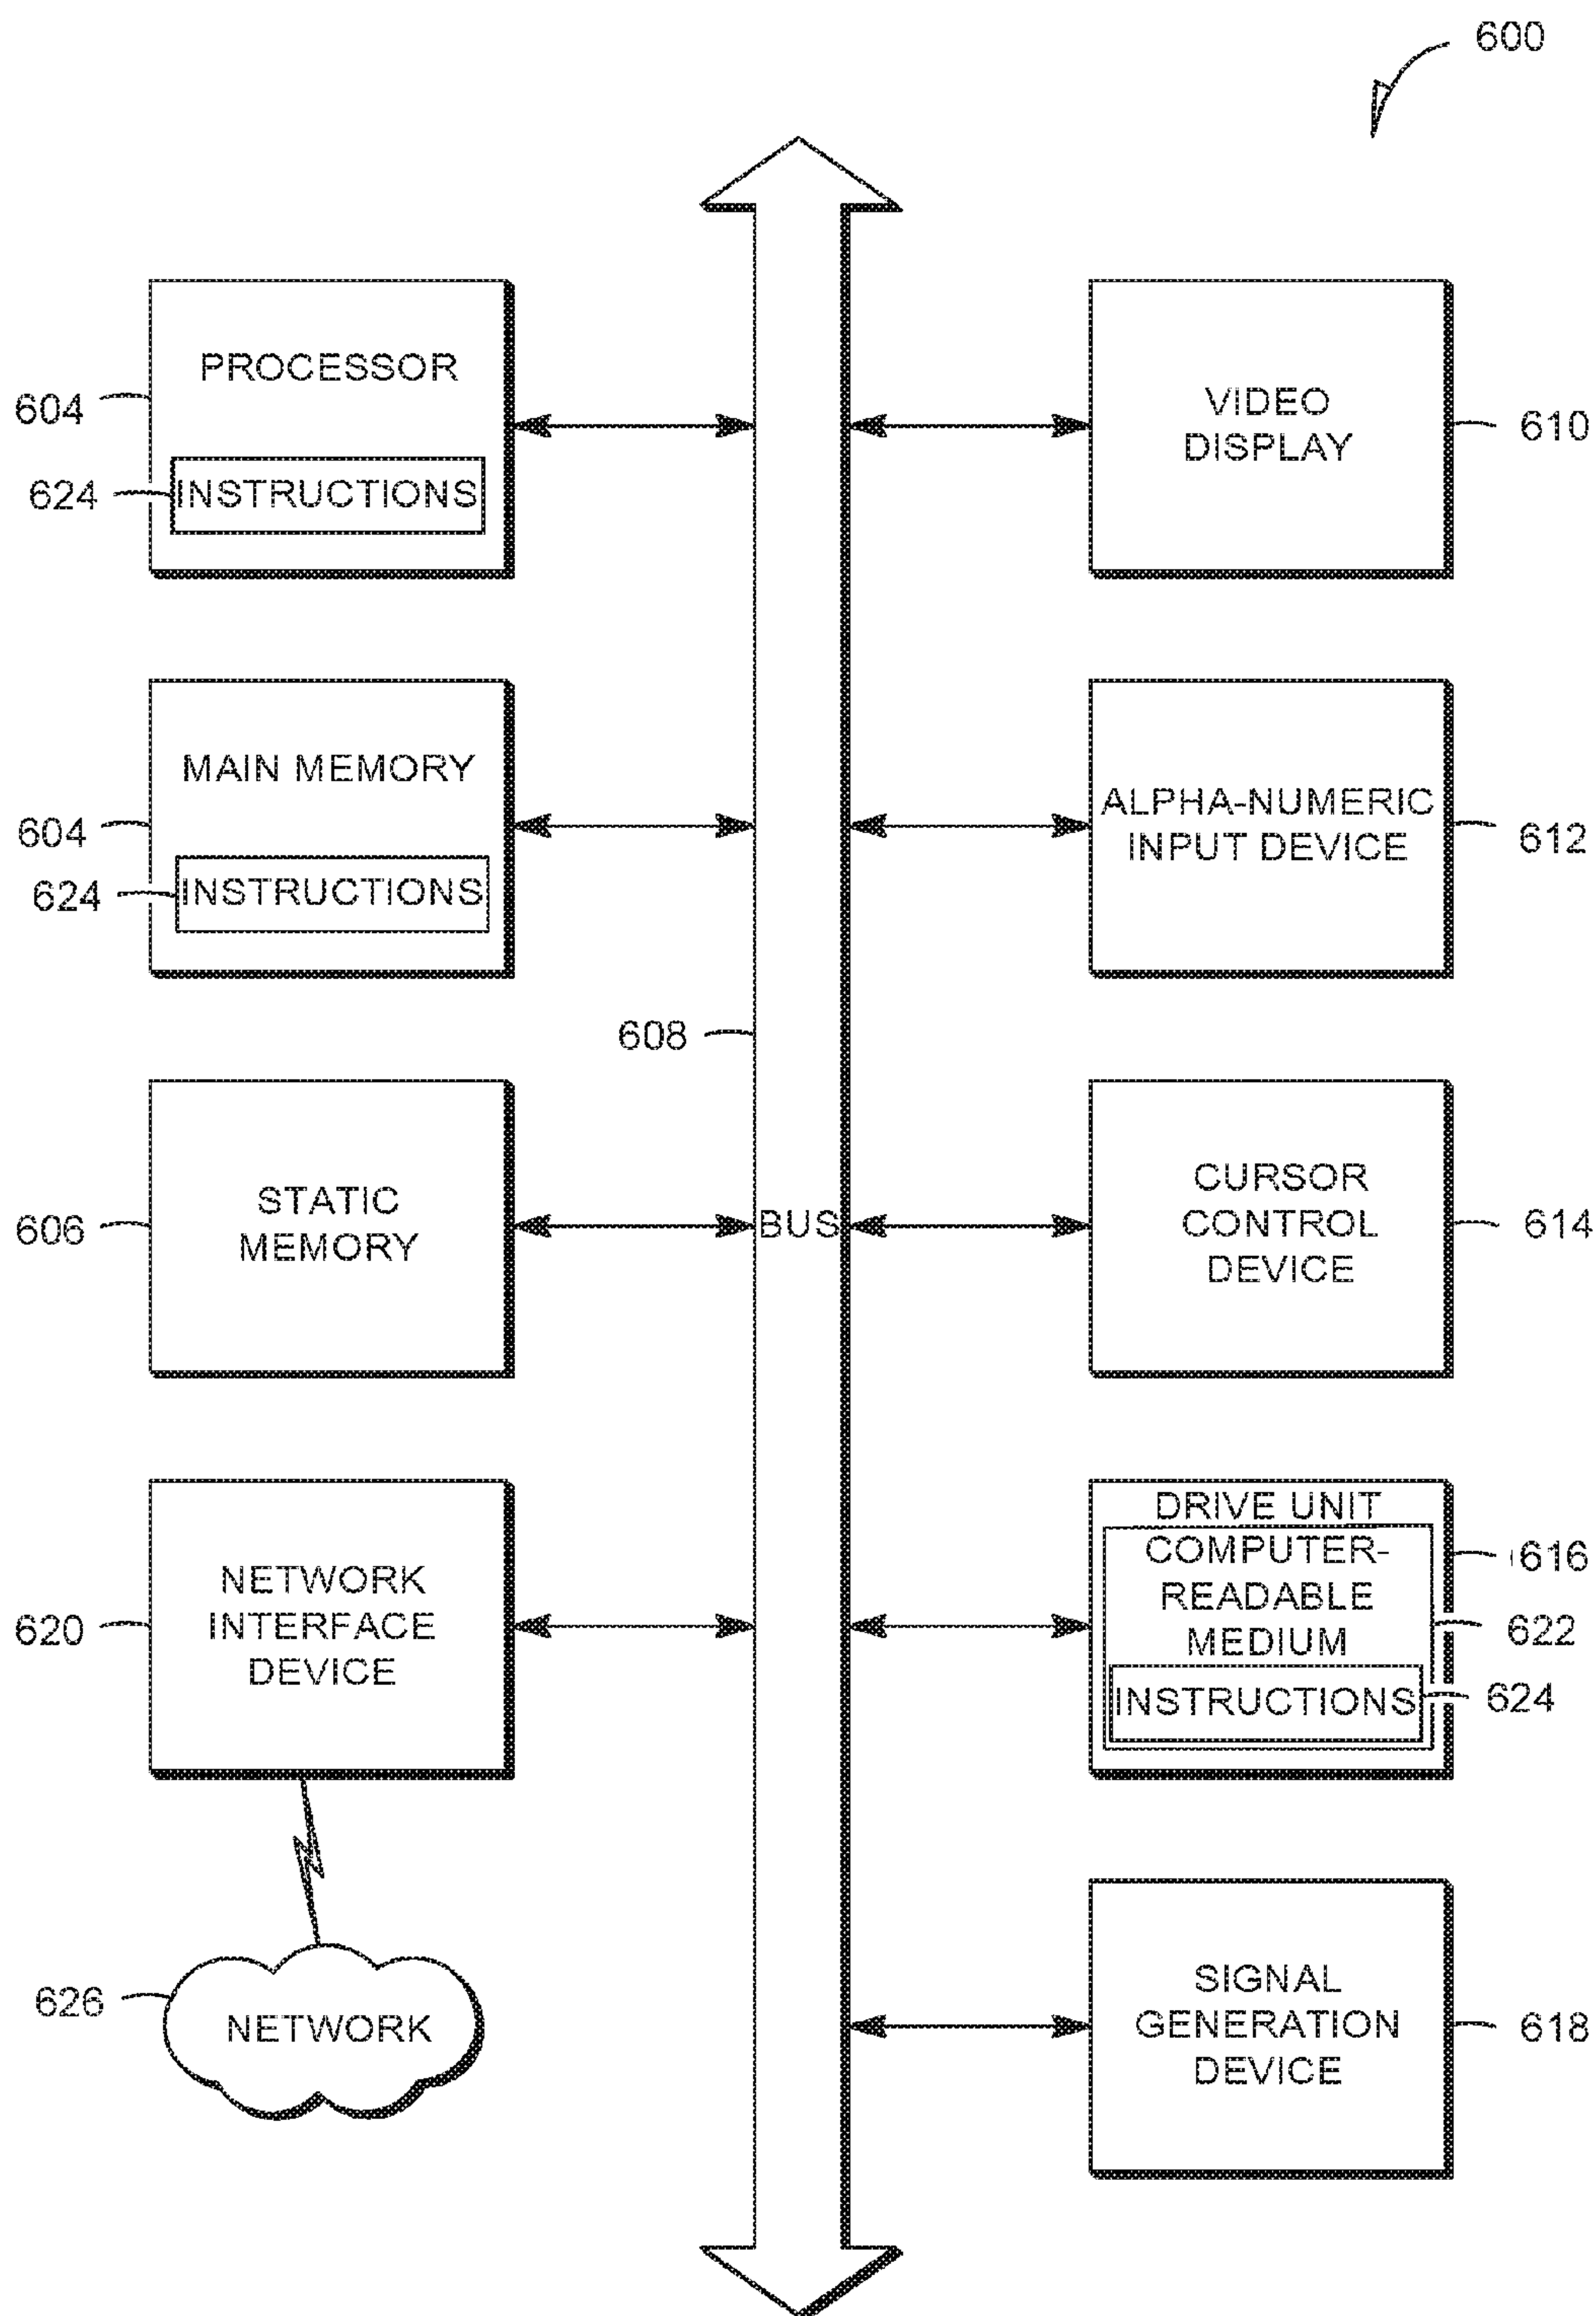 600
PROCESSOR
604
624
INSTRUCTIONS
VIDEO
DISPLAY
610
MAIN MEMORY
604
624
INSTRUCTIONS
ALPHA-NUMERIC
INPUT DEVICE
612
608
STATIC
MEMORY
606
BUS
CURSOR
CONTROL
DEVICE
614
NETWORK
INTERFACE
DEVICE
620
DRIVE UNIT
COMPUTER-
READABLE
MEDIUM
616
622
INSTRUCTIONS
624
626
NETWORK
SIGNAL
GENERATION
DEVICE
618